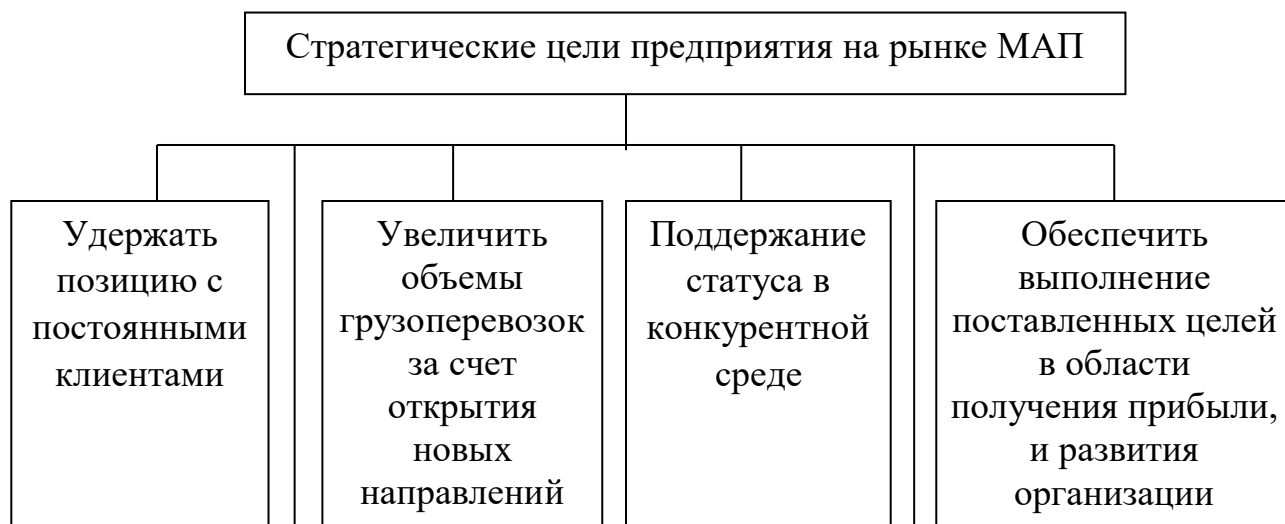 Стратегические цели предприятия на рынке МАП
Удержать
позицию с
постоянными
клиентами
Увеличить
объемы
грузоперевозок
за счет
открытия
новых
направлений
Поддержание
статуса в
конкурентной
среде
Обеспечить
выполнение
поставленных целей
в области
получения прибыли,
и развития
организации